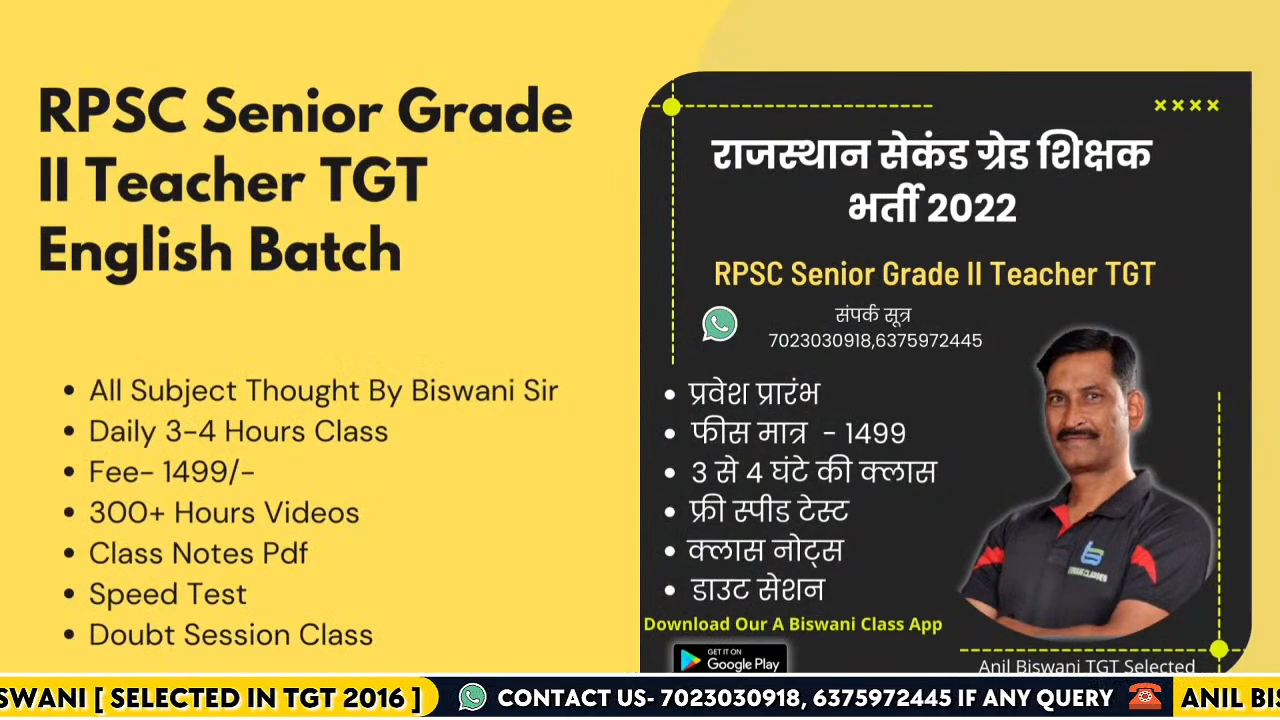 RPSC Senior Grade
II Teacher TGT
English Batch
All Subject Thought By Biswani Sir
Daily 3-4 Hours Class
Fee- 1499/-
300+ Hours Videos
Class Notes Pdf
Speed Test
Doubt Session Class
राजस्थान सेकंड ग्रेड शिक्षक
भर्ती 2022
RPSC Senior Grade II Teacher TGT
संपर्क सूत्र
7023030918,6375972445
प्रवेश प्रारंभ
फीस मात्र - 1499
3 से 4 घंटे की क्लास
फ्री स्पीड टेस्ट
क्लास नोट्स
डाउट सेशन
Download Our A Biswani Class App
GET IT ON
Google Play
Anil Biswani TGT Selected
SWANI [ SELECTED IN TGT 2016 ] CONTACT US- 7023030918, 6375972445 IF ANY QUERY ANIL BIS